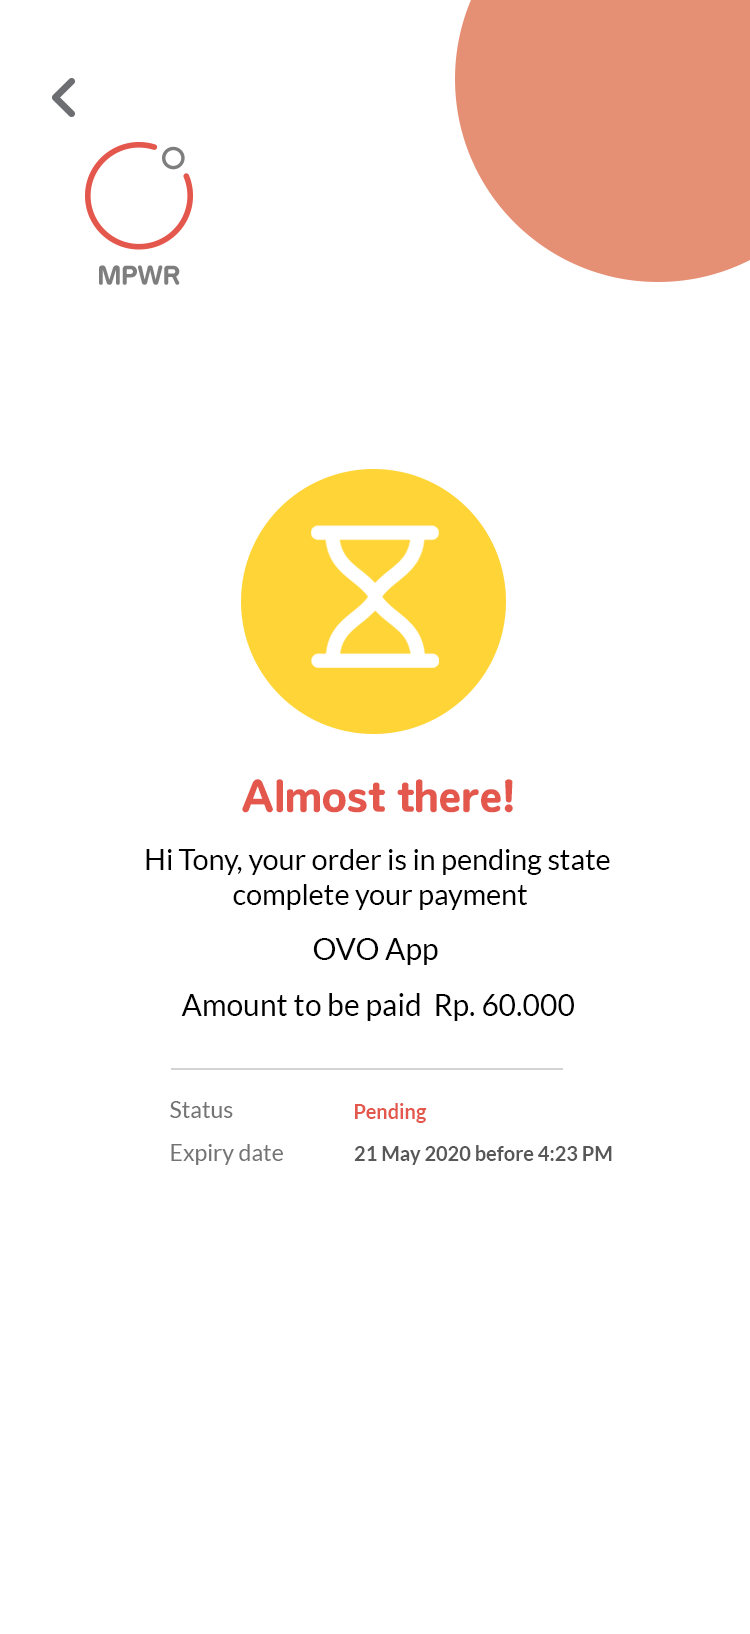 MPWR
Almost there!
Hi Tony, your order is in pending state
complete your payment
OVO App
Amount to be paid  Rp. 60.000
Status
Pending
Expiry date
21 May 2020 before 4:23 PM